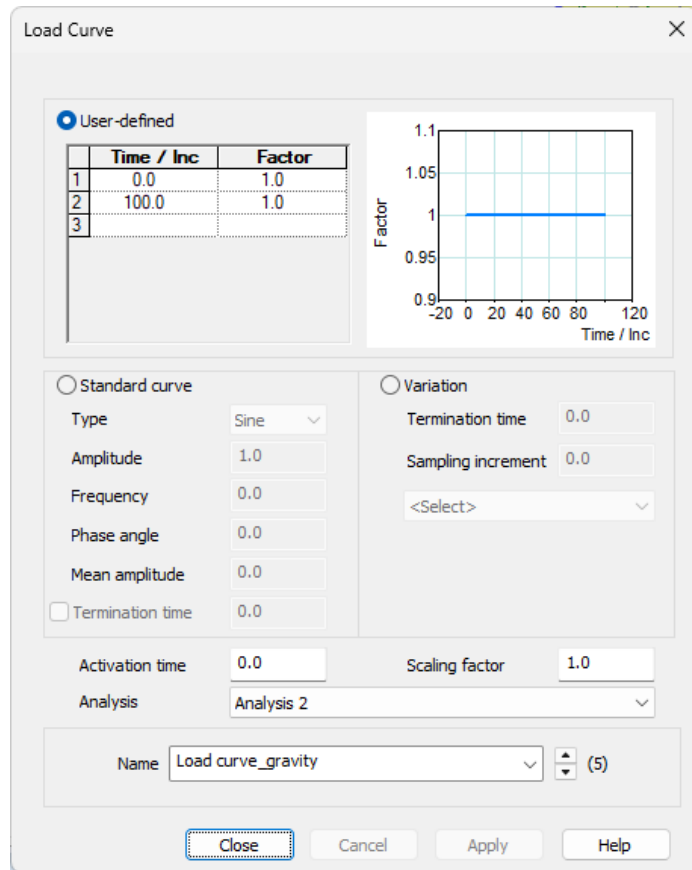 Load Curve
User-defined
Time / Inc Factor
1 0.0 1.0
2 100.0 1.0
3
1.1
1.05
1
0.95
0.9
Factor
-20 0 20 40 60 80 120
Time / Inc
Standard curve
Type Sine
Amplitude 1.0
Frequency 0.0
Phase angle 0.0
Mean amplitude 0.0
Termination time 0.0
Variation
Termination time 0.0
Sampling increment 0.0
<Select>
Activation time 0.0 Scaling factor 1.0
Analysis Analysis 2
Name Load curve_gravity (5)
Close Cancel Apply Help